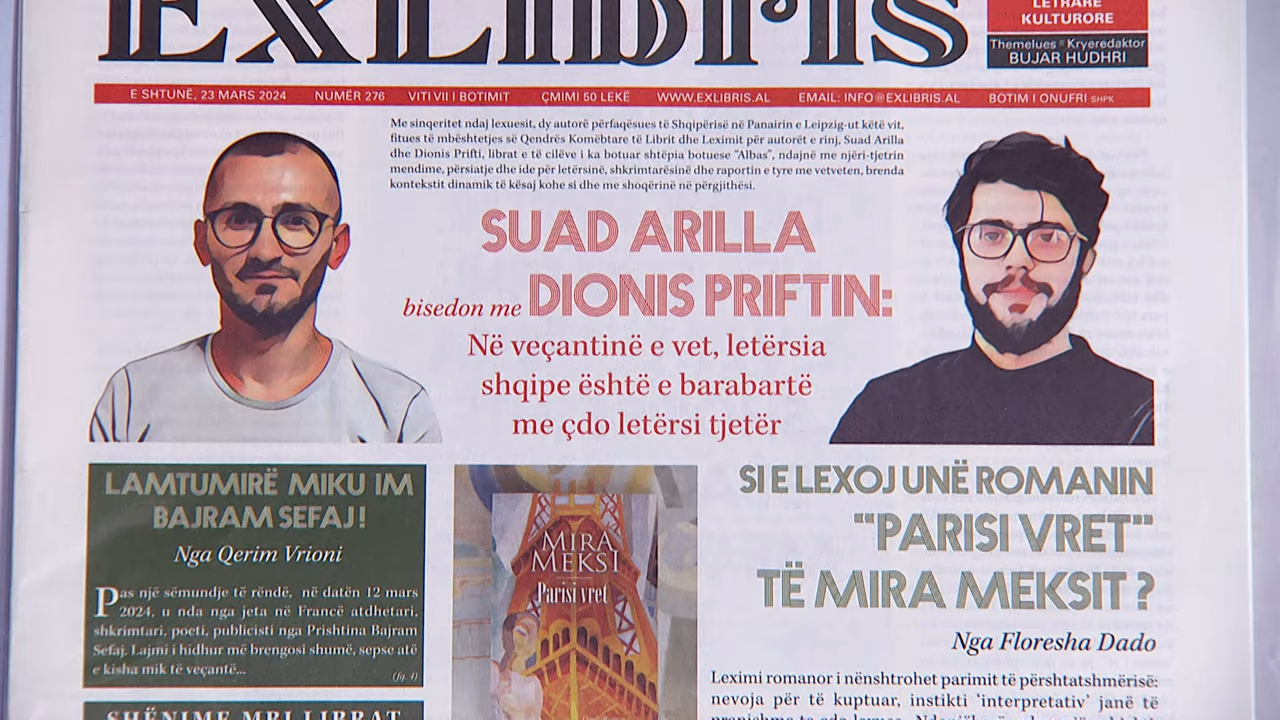 EXLIBRIS
LETRARE
KULTURORE
Themelues - Kryeredaktor
BUJAR HUDHRI
E SHTUNË, 23 MARS 2024 NUMËR 276 VITI VII I BOTIMIT ÇMIMI 50 LEKË WWW.EXLIBRIS.AL EMAIL: INFO@EXLIBRIS.AL BOTIM I ONUFRI SHPK
Me sinqeritet ndaj lexuesit, dy autorë përfaqësues të Shqipërisë në Panairin e Leipzig-ut këtë vit,
fitues të mbështetjes së Qendrës Komëbtare të Librit dhe Leximit për autorët e rinj, Suad Arilla
dhe Dionis Prifti, librat e të cilëve i ka botuar shtëpia botuese "Albas", ndajnë me njëri-tjetrin
mendime, përsiatje dhe ide për letërsinë, shkrimtarësinë dhe raportin e tyre me vetveten, brenda
kontekstit dinamik të kësaj kohe si dhe me shoqërinë në përgjithësi.
SUAD ARILLA
bisedon me DIONIS PRIFTIN:
Në veçantinë e vet, letërsia
shqipe është e barabartë
me çdo letërsi tjetër
LAMTUMIRË MIKU IM
BAJRAM SEFAJ!
Nga Qerim Vrioni
Pas një sëmundje të rëndë, në datën 12 mars
2024, u nda nga jeta në Francë atdhetari,
shkrimtari, poeti, publicisti nga Prishtina Bajram
Sefaj. Lajmi i hidhur më brengosi shumë, sepse atë
e kisha mik të veçantë...
(fq. 4)
SHËNIME MBI LIBRAT
MIRA
MEKSI
Parisi vret
SI E LEXOJ UNË ROMANIN
"PARISI VRET"
TË MIRA MEKSIT?
Nga Floresha Dado
Leximi romanor i nënshtrohet parimit të përshtatshmërisë:
nevoja për të kuptuar, instikti 'interpretativ' janë të